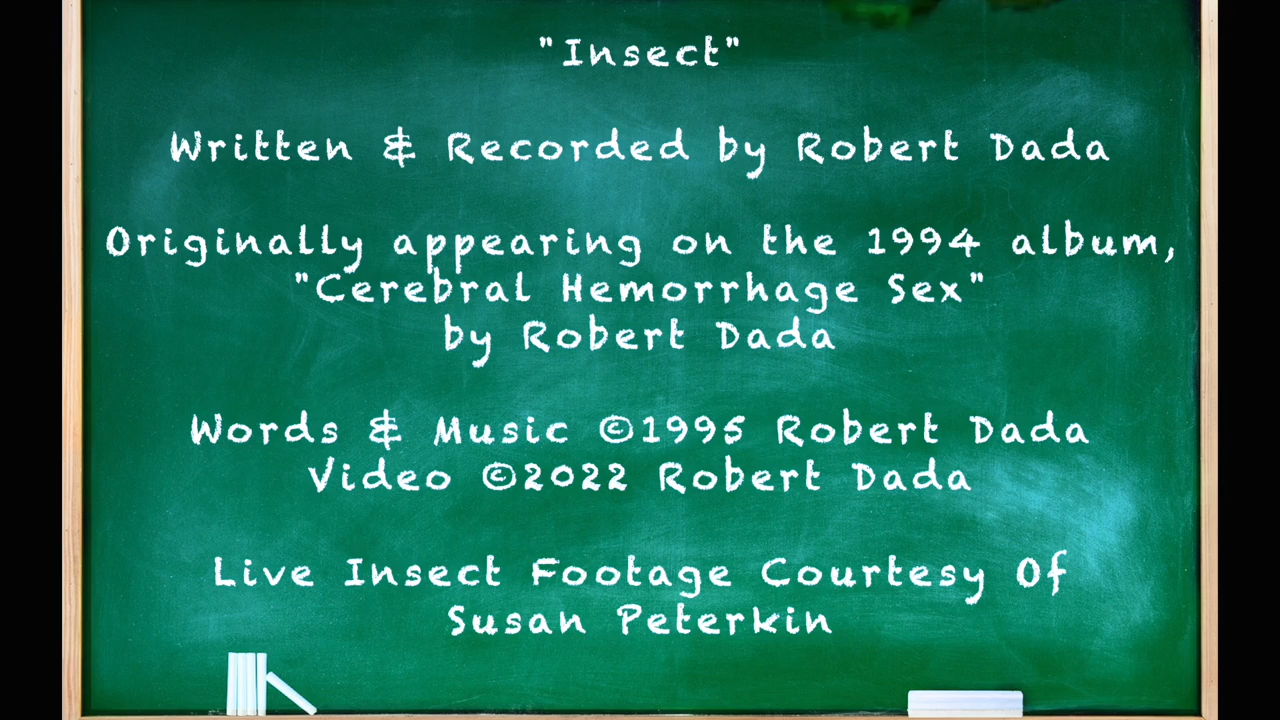 "Insect"
Written & Recorded by Robert Dada
Originally appearing on the 1994 album,
"Cerebral Hemorrhage Sex"
by Robert Dada
Words & Music ©1995 Robert Dada
Video ©2022 Robert Dada
Live Insect Footage Courtesy Of
Susan Peterkin